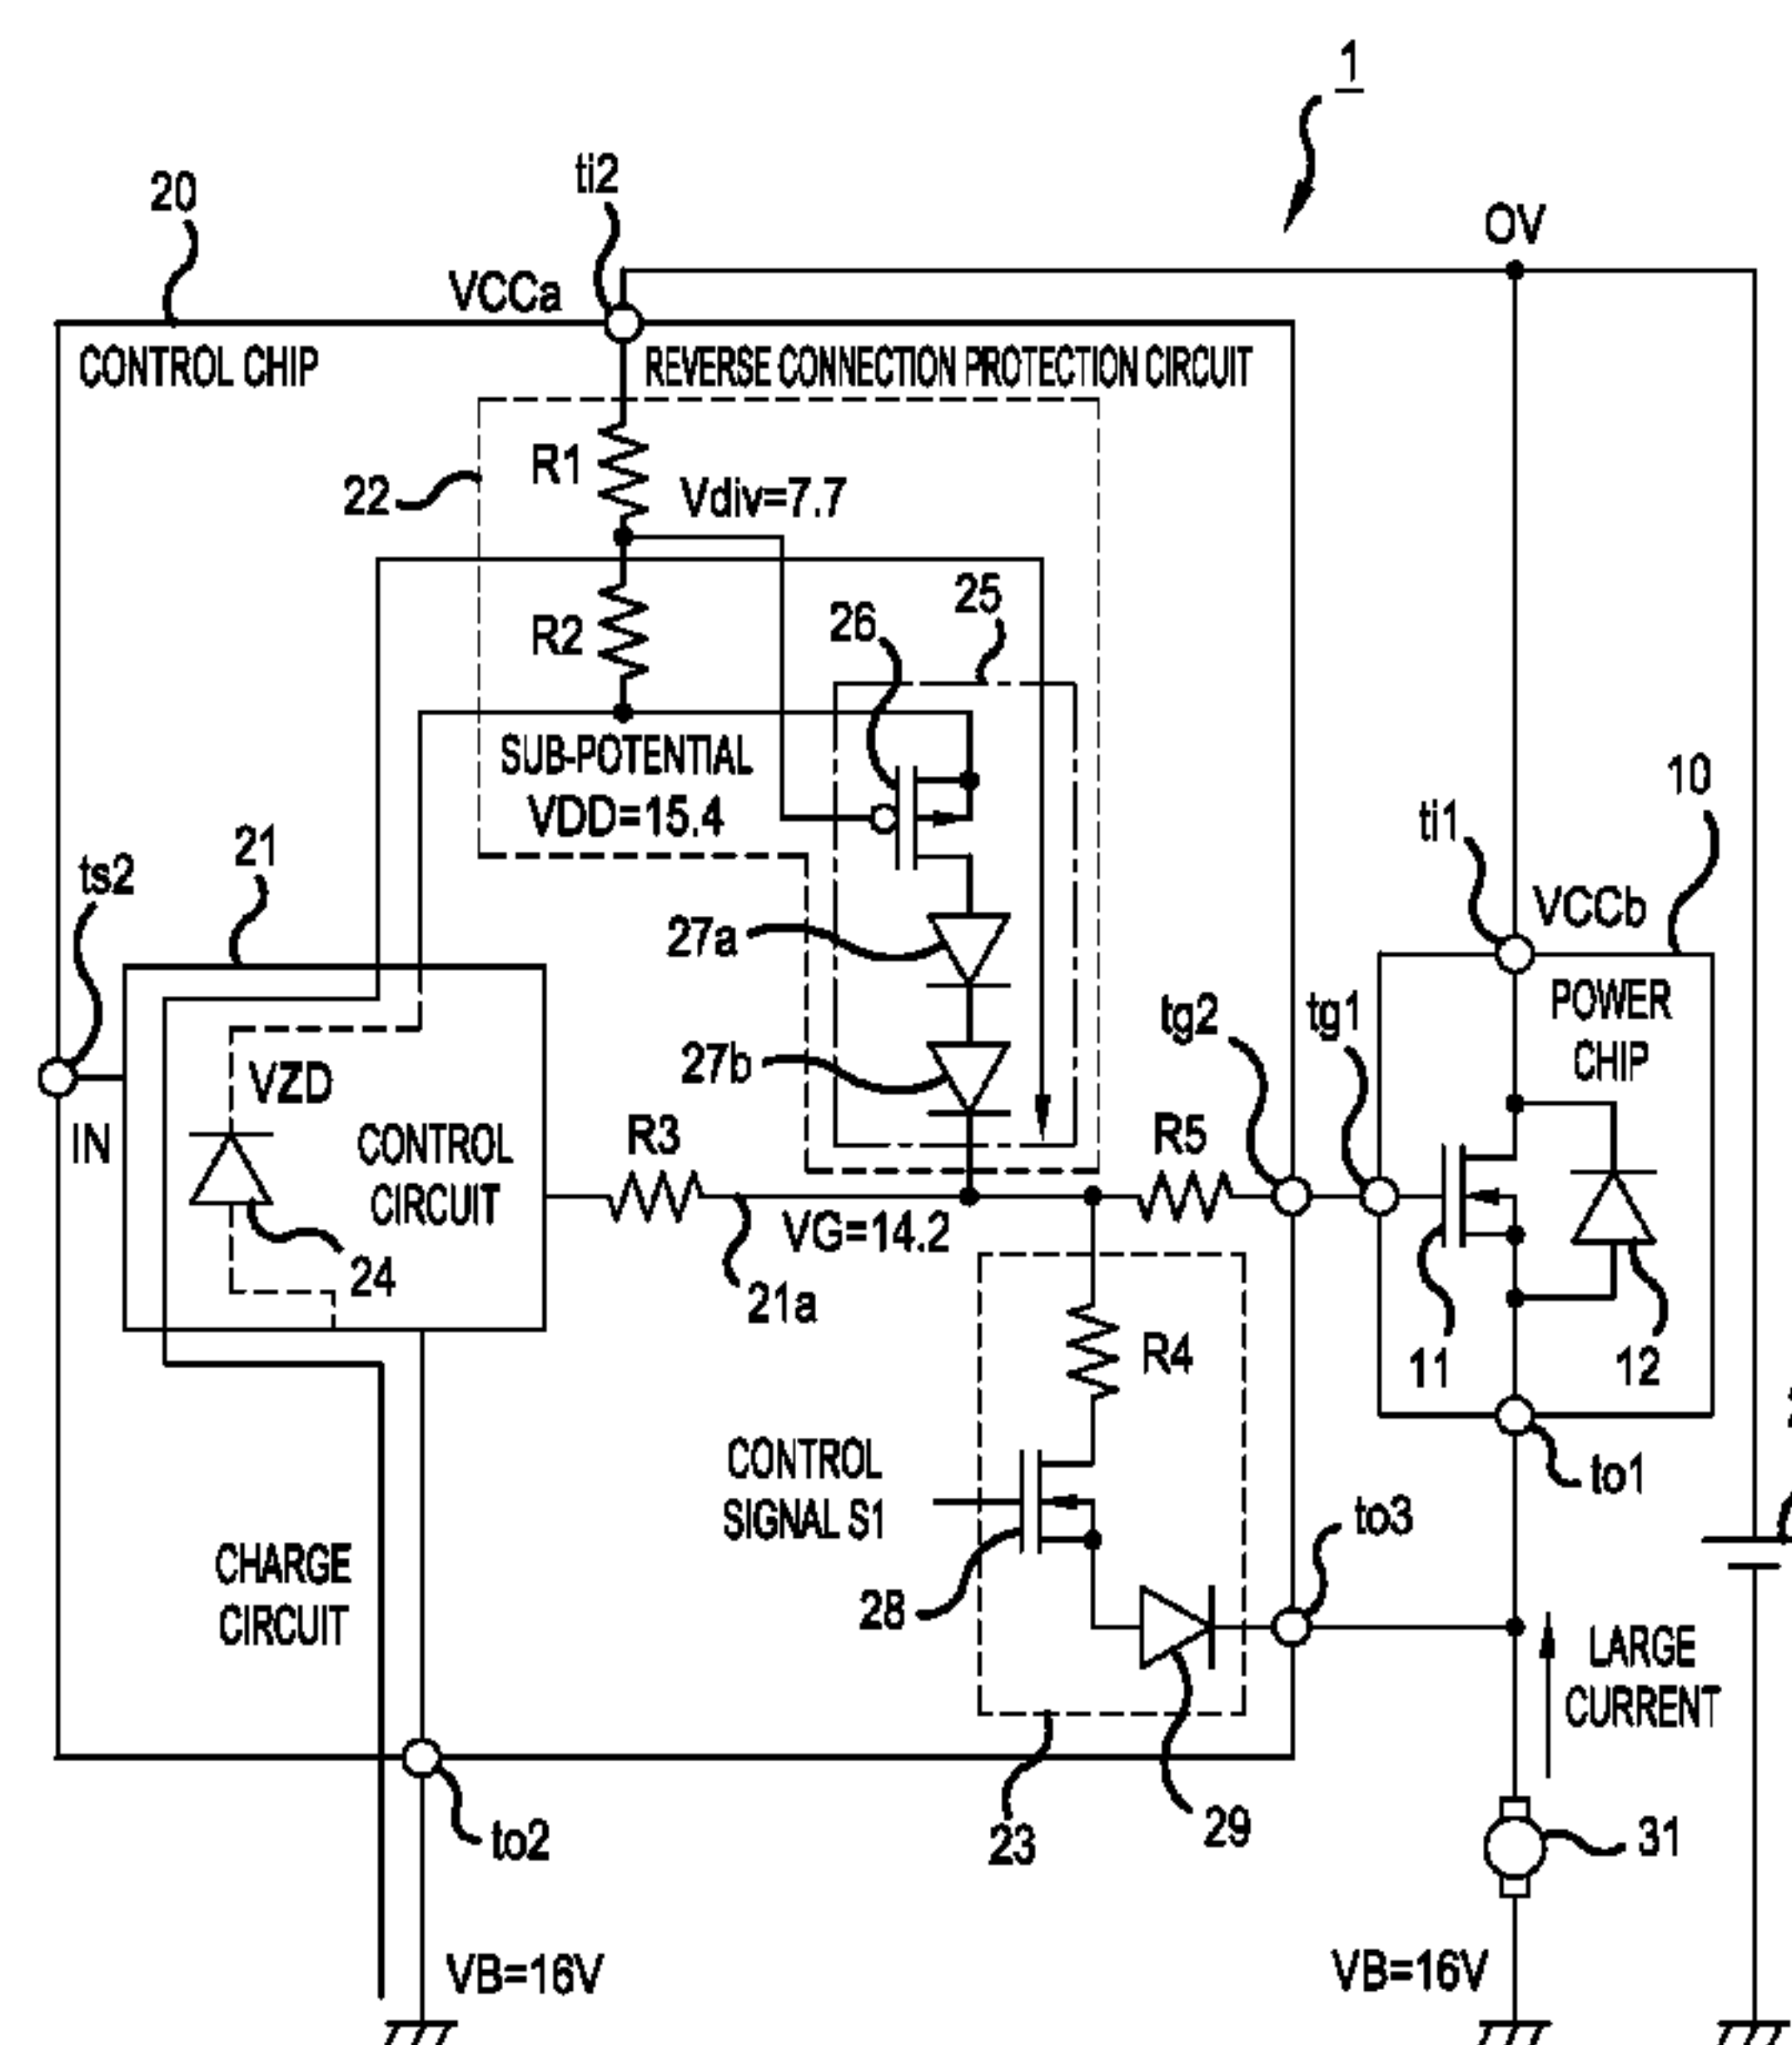 1
20
ti2
OV
VCCa
CONTROL CHIP
REVERSE CONNECTION PROTECTION CIRCUIT
R1
22
Vdiv=7.7
25
R2
26
SUB-POTENTIAL
VDD=15.4
10
ti1
21
ts2
VCCb
27a
POWER
CHIP
tg2
tg1
27b
VZD
IN
CONTROL
CIRCUIT
R3
R5
VG=14.2
24
21a
R4
11
12
CONTROL
SIGNAL S1
to1
to3
CHARGE
CIRCUIT
28
LARGE
CURRENT
29
23
to2
31
VB=16V
VB=16V